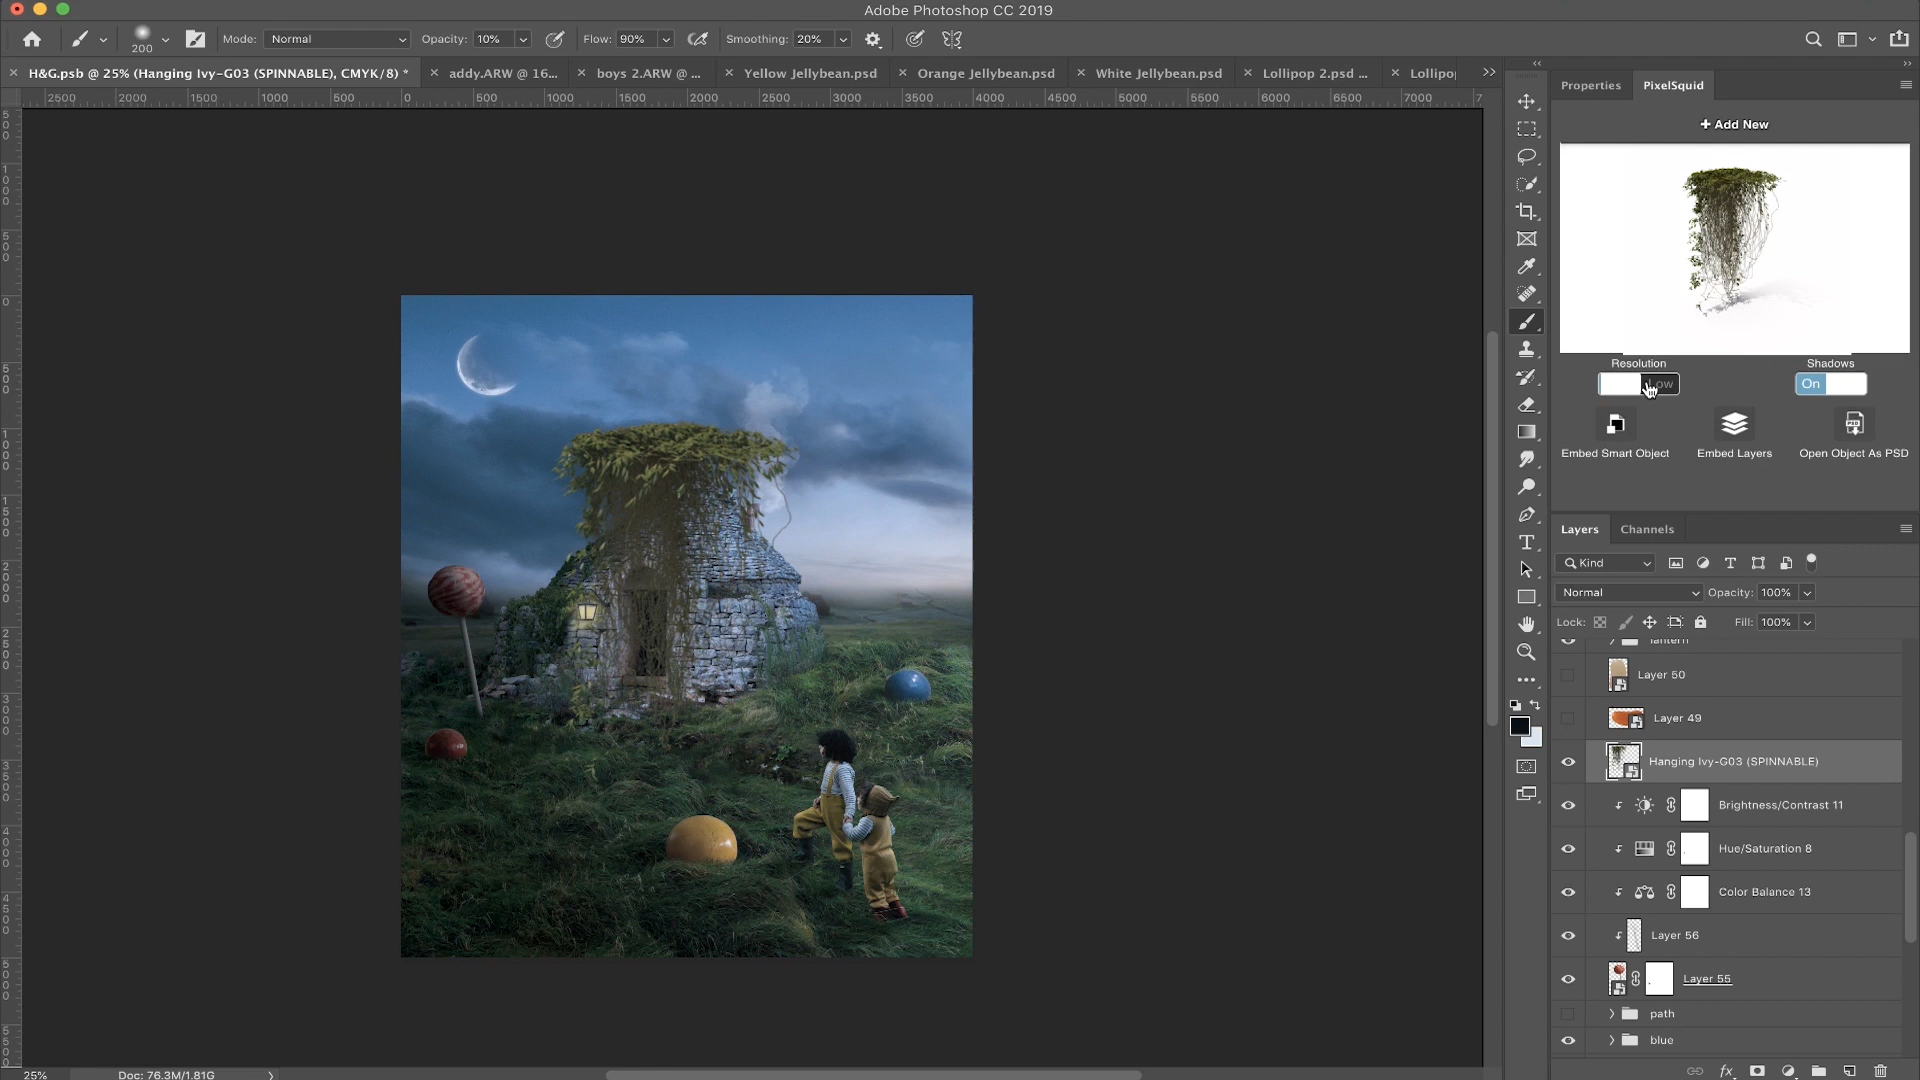 Adobe Photoshop CC 2019
200
Mode: Normal
Opacity: 10%
Flow: 90%
Smoothing: 20%
H&G.psb @ 25% (Hanging Ivy-G03 (SPINNABLE), CMYK/8) *
addy.ARW @ 16...
boys 2.ARW @ ...
Yellow Jellybean.psd
Orange Jellybean.psd
White Jellybean.psd
Lollipop 2.psd ...
Lollipo
2500 2000 1500 1000 500 0 500 1000 1500 2000 2500 3000 3500 4000 4500 5000 5500 6000 6500 7000 7
Properties
PixelSquid
+ Add New
Resolution
Shadows
Low
On
Embed Smart Object
Embed Layers
Open Object As PSD
Layers
Channels
Kind
Normal
Opacity: 100%
Lock:
Fill: 100%
lantern
Layer 50
Layer 49
Hanging Ivy-G03 (SPINNABLE)
Brightness/Contrast 11
Hue/Saturation 8
Color Balance 13
Layer 56
Layer 55
path
blue
fx
25%
Doc: 76.3M/1.81G